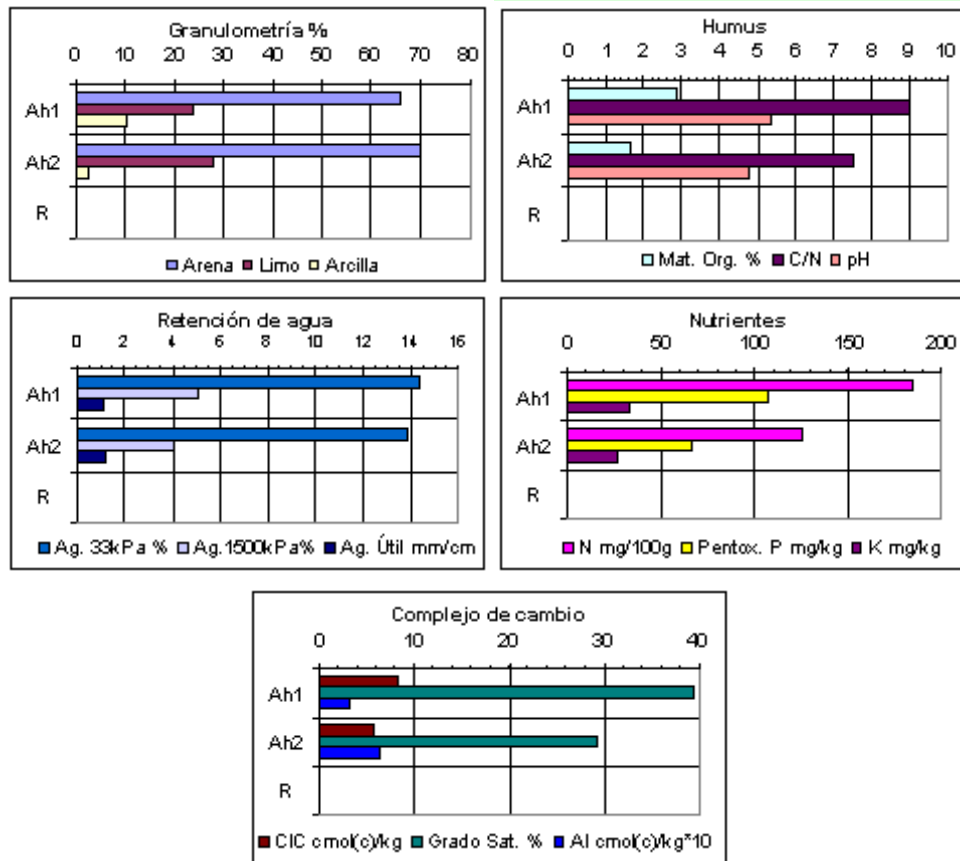 Granulometría %
0 10 20 30 40 50 60 70 80
Ah1
Ah2
R
Arena Limo Arcilla
Humus
0 1 2 3 4 5 6 7 8 9 10
Ah1
Ah2
R
Mat. Org. % C/N pH
Retención de agua
0 2 4 6 8 10 12 14 16
Ah1
Ah2
R
Ag. 33kPa % Ag.1500kPa% Ag. Útil mm/cm
Nutrientes
0 50 100 150 200
Ah1
Ah2
R
N mg/100g Pentox. P mg/kg K mg/kg
Complejo de cambio
0 10 20 30 40
Ah1
Ah2
R
CIC cmol(c)/kg Grado Sat. % Al cmol(c)/kg*10